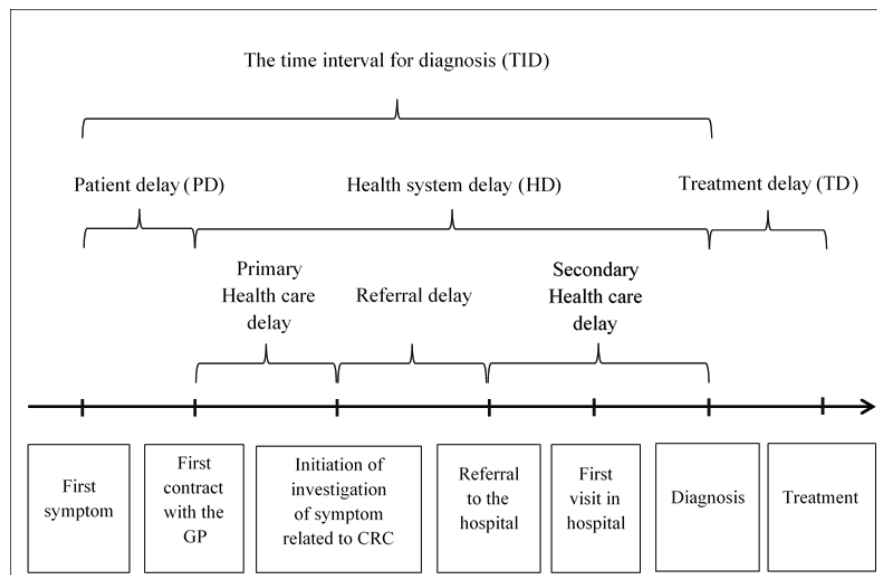 The time interval for diagnosis (TID)
Patient delay (PD)
Health system delay (HD)
Treatment delay (TD)
Primary
Health care
delay
Referral delay
Secondary
Health care
delay
First
symptom
First
contract
with the
GP
Initiation of
investigation
of symptom
related to CRC
Referral
to the
hospital
First
visit in
hospital
Diagnosis
Treatment